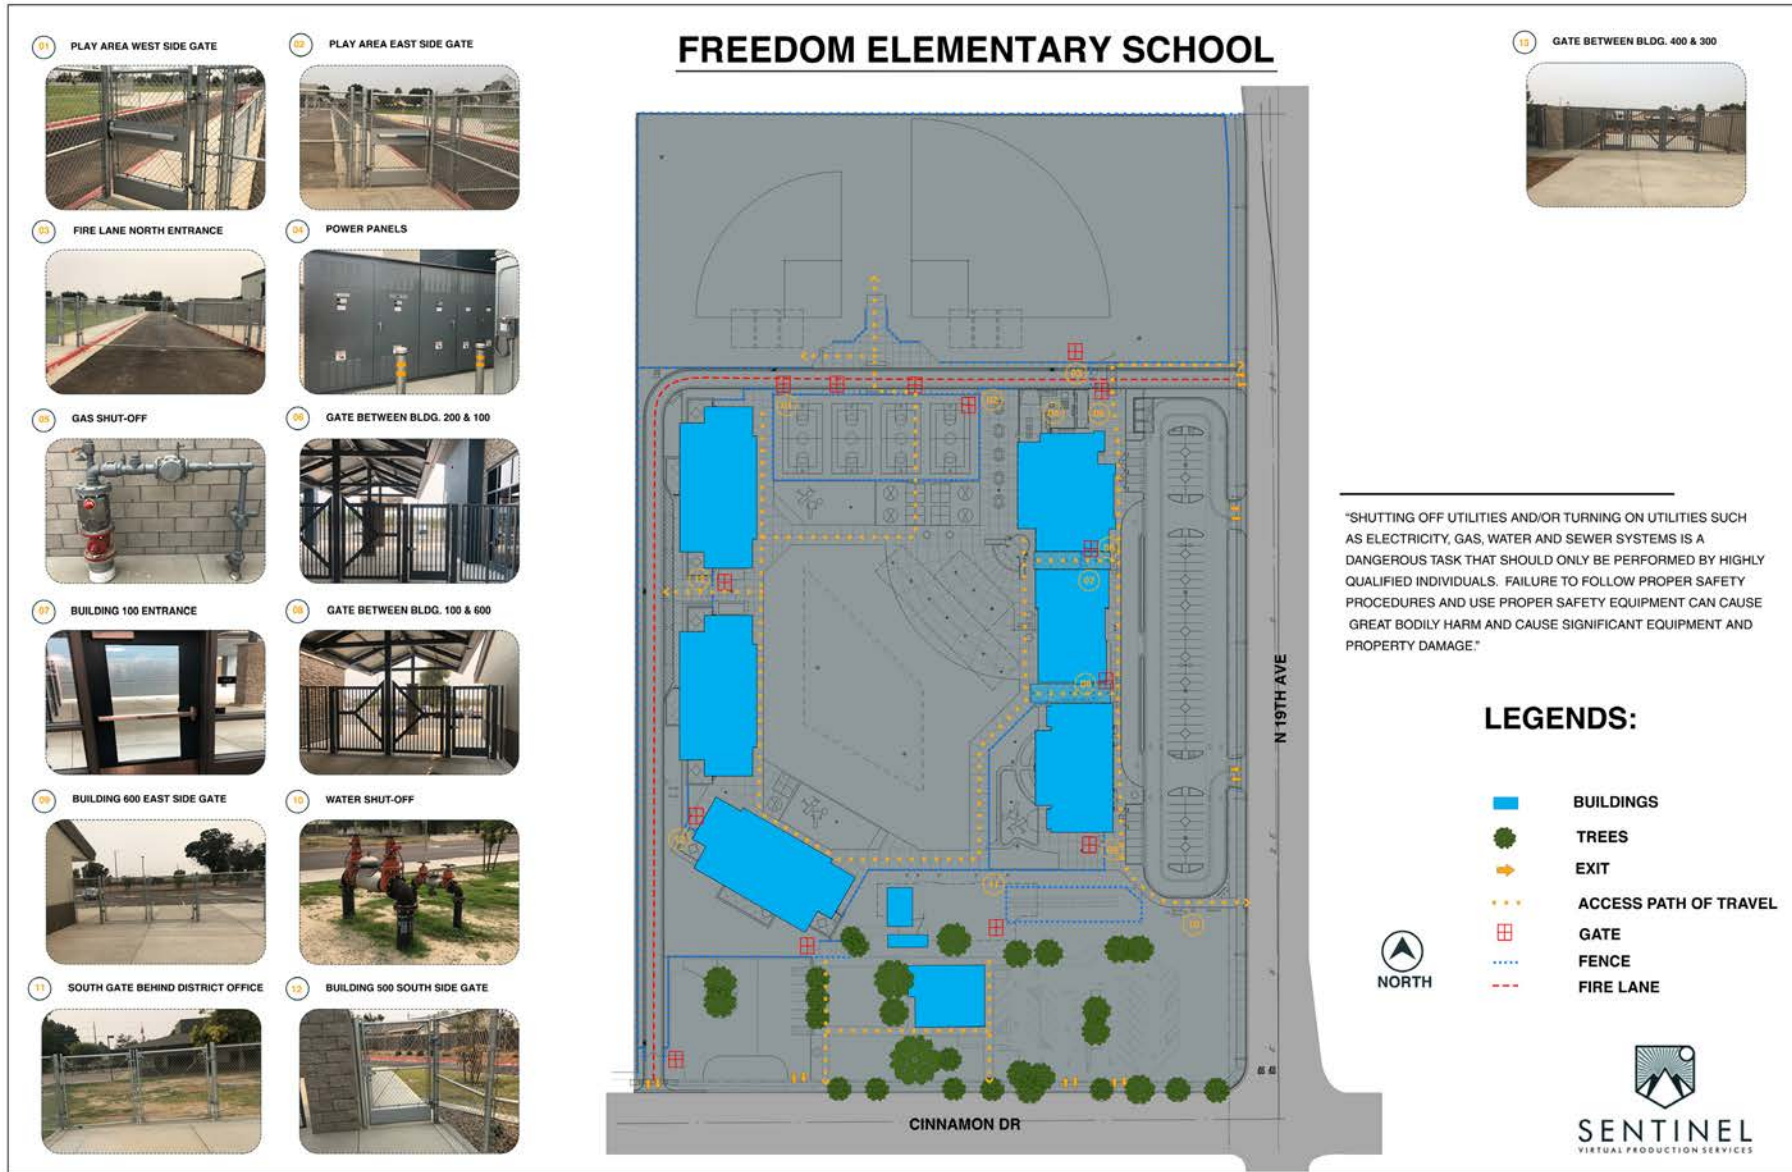 FREEDOM ELEMENTARY SCHOOL
01 PLAY AREA WEST SIDE GATE
02 PLAY AREA EAST SIDE GATE
03 FIRE LANE NORTH ENTRANCE
04 POWER PANELS
05 GAS SHUT-OFF
06 GATE BETWEEN BLDG. 200 & 100
07 BUILDING 100 ENTRANCE
08 GATE BETWEEN BLDG. 100 & 600
09 BUILDING 600 EAST SIDE GATE
10 WATER SHUT-OFF
11 SOUTH GATE BEHIND DISTRICT OFFICE
12 BUILDING 500 SOUTH SIDE GATE
13 GATE BETWEEN BLDG. 400 & 300
03
02
07
11
10
N 19TH AVE
CINNAMON DR
"SHUTTING OFF UTILITIES AND/OR TURNING ON UTILITIES SUCH
AS ELECTRICITY, GAS, WATER AND SEWER SYSTEMS IS A
DANGEROUS TASK THAT SHOULD ONLY BE PERFORMED BY HIGHLY
QUALIFIED INDIVIDUALS. FAILURE TO FOLLOW PROPER SAFETY
PROCEDURES AND USE PROPER SAFETY EQUIPMENT CAN CAUSE
GREAT BODILY HARM AND CAUSE SIGNIFICANT EQUIPMENT AND
PROPERTY DAMAGE."
LEGENDS:
BUILDINGS
TREES
EXIT
ACCESS PATH OF TRAVEL
GATE
FENCE
FIRE LANE
NORTH
SENTINEL
VIRTUAL PRODUCTION SERVICES